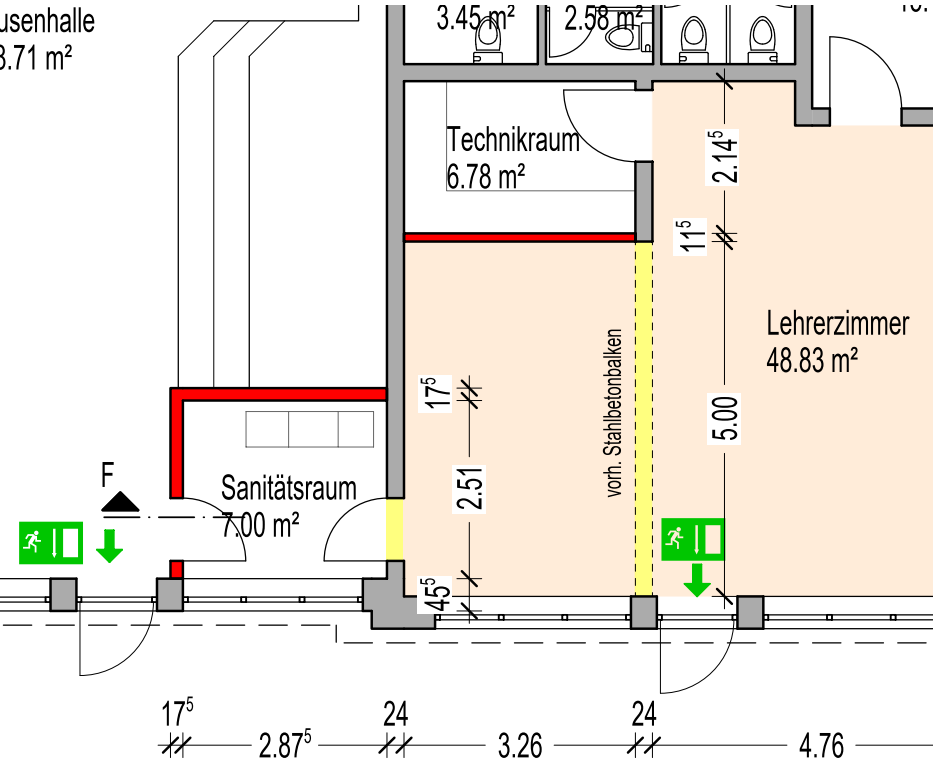 usenhalle
3.71 m²
3.45 m²
2.58 m²
Technikraum
6.78 m²
2.14⁵
11⁵
Lehrerzimmer
48.83 m²
vorh. Stahlbetonbalken
17⁵
5.00
2.51
F
Sanitätsraum
7.00 m²
45⁵
17⁵
24
24
2.87⁵
3.26
4.76